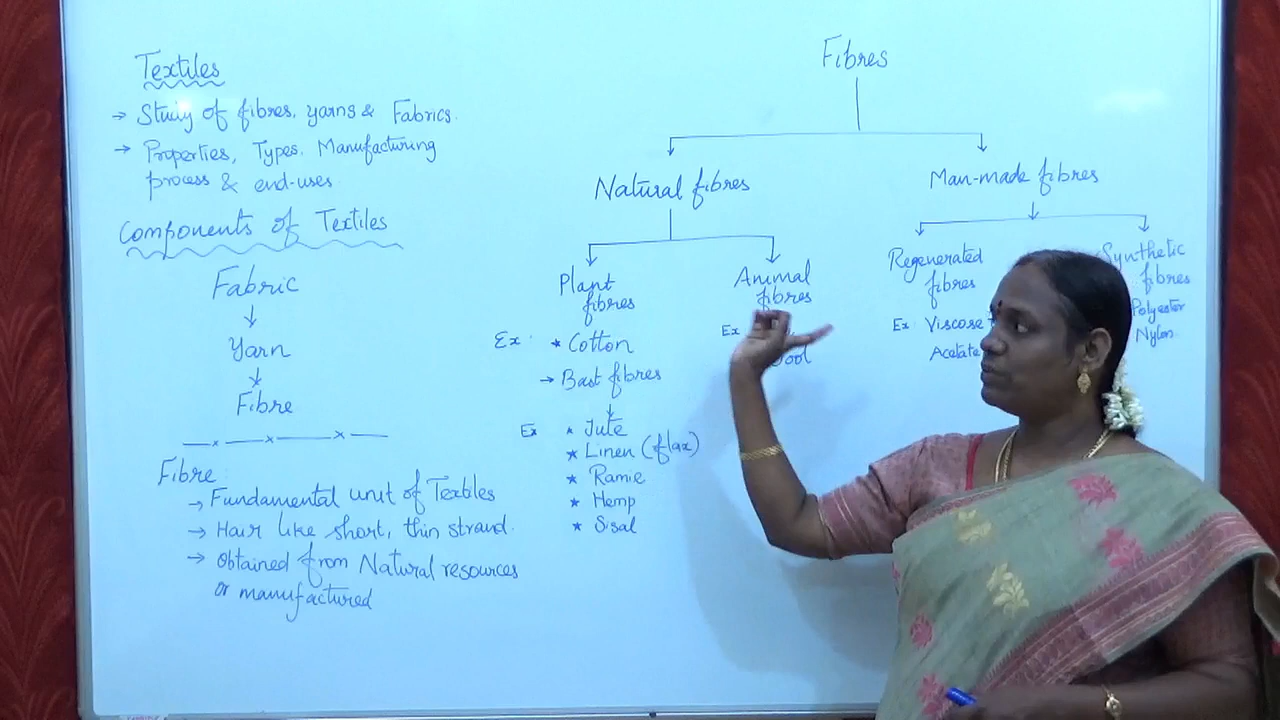 Textiles
→ Study of fibres, yarns & Fabrics.
→ Properties, Types, Manufacturing
process & end-uses
Components of Textiles
Fabric
↓
Yarn
↓
Fibre
Fibre:
→ Fundamental unit of Textiles
→ Hair like short, thin strand.
→ Obtained from Natural resources
or manufactured
Fibres
Natural fibres
Man-made fibres
Plant
fibres
Ex: * Cotton
→ Bast fibres
↓
Ex * Jute
* Linen (flax)
* Ramie
* Hemp
* Sisal
Animal
fibres
Ex
Regenerated
fibres
Ex: Viscose
Acetate
Synthetic
fibres
Polyester
Nylon